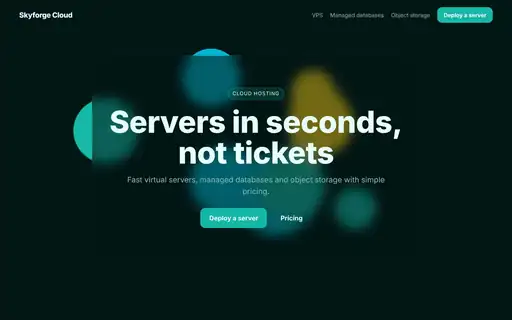 Skyforge Cloud
VPS Managed databases Object storage Deploy a server
CLOUD HOSTING
Servers in seconds,
not tickets
Fast virtual servers, managed databases and object storage with simple
pricing.
Deploy a server Pricing